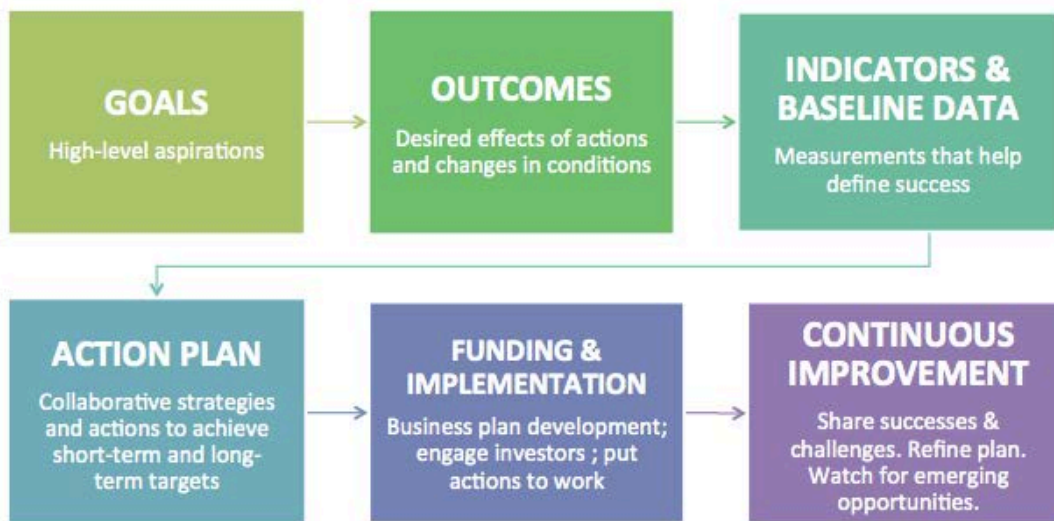 GOALS
High-level aspirations
OUTCOMES
Desired effects of actions
and changes in conditions
INDICATORS &
BASELINE DATA
Measurements that help
define success
ACTION PLAN
Collaborative strategies
and actions to achieve
short-term and long-
term targets
FUNDING &
IMPLEMENTATION
Business plan development;
engage investors ; put
actions to work
CONTINUOUS
IMPROVEMENT
Share successes &
challenges. Refine plan.
Watch for emerging
opportunities.